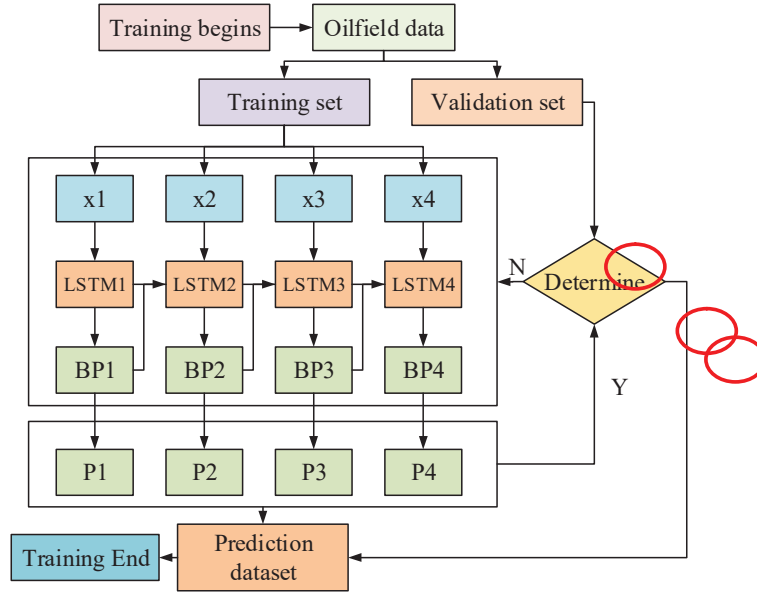 Training begins
Oilfield data
Training set
Validation set
x1
x2
x3
x4
LSTM1
LSTM2
LSTM3
LSTM4
N
Determine
BP1
BP2
BP3
BP4
Y
P1
P2
P3
P4
Training End
Prediction
dataset